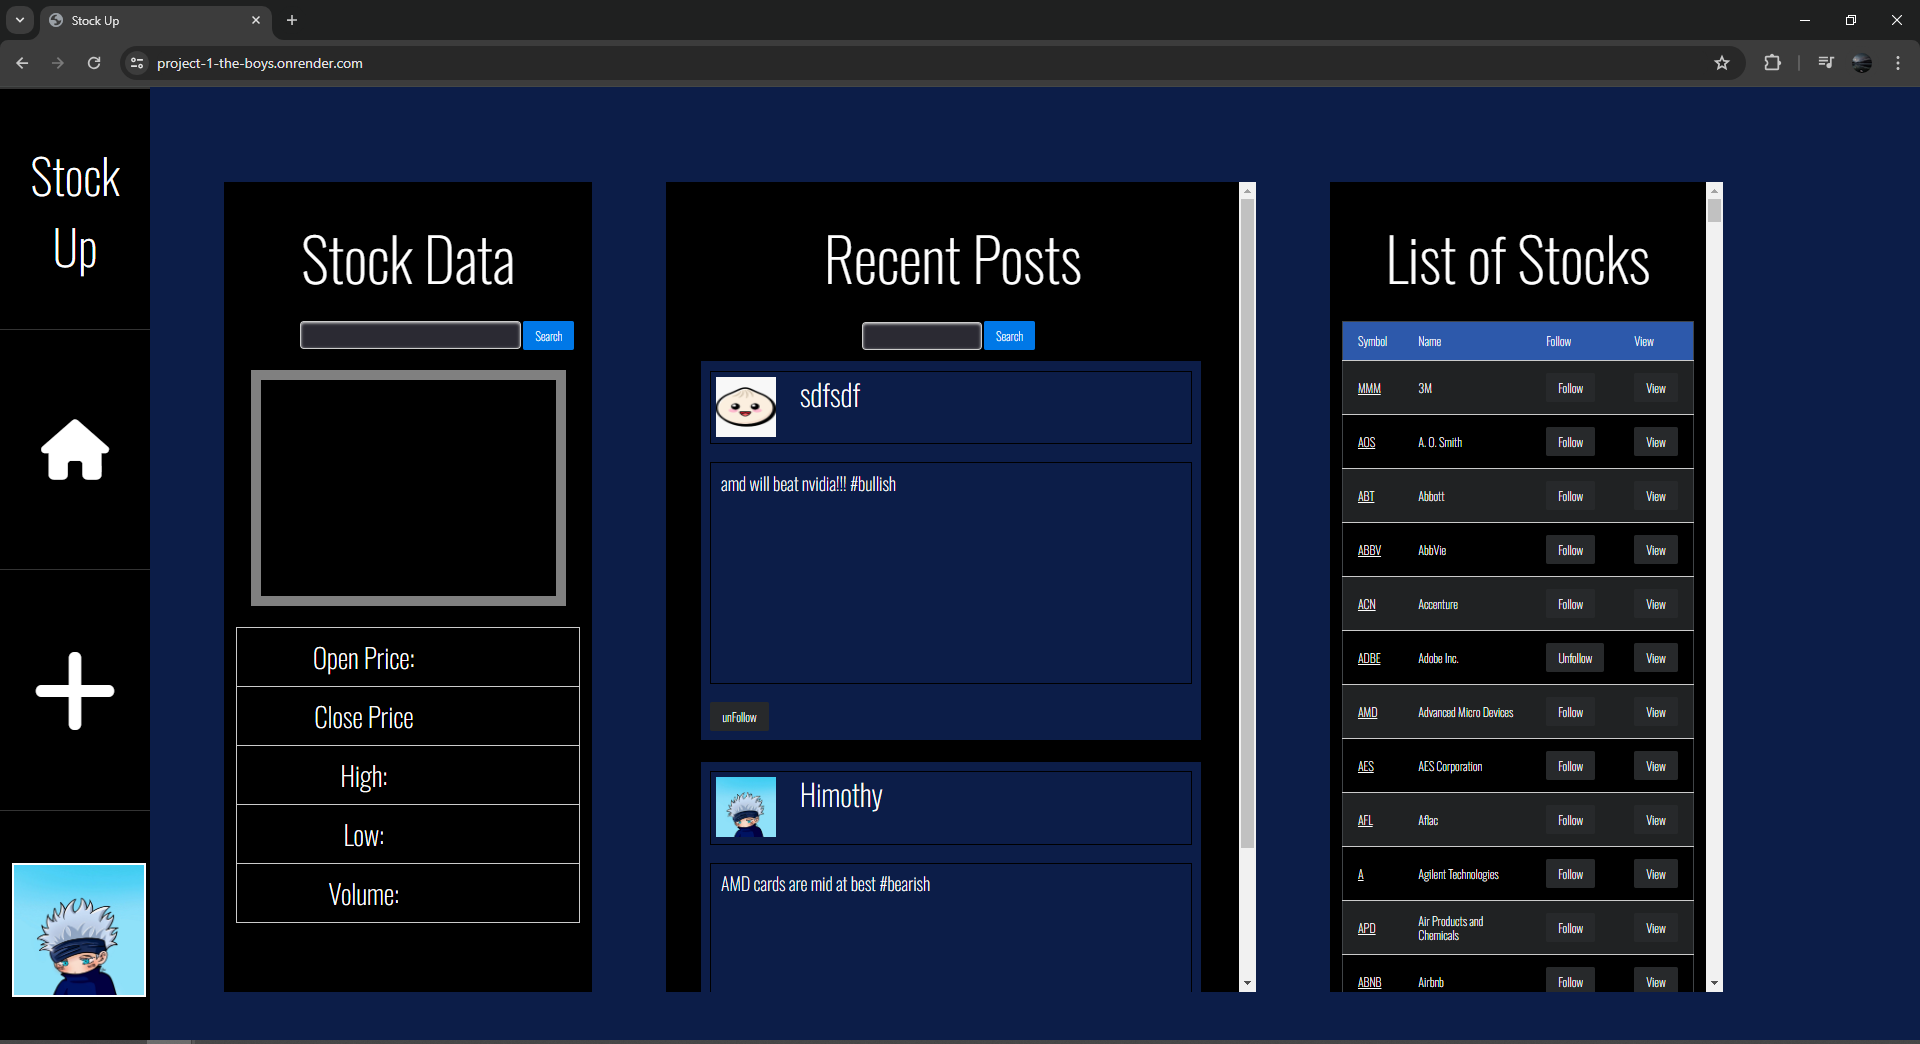 Stock Up
project-1-the-boys.onrender.com
Stock
Up
Stock Data
Search
Open Price:
Close Price
High:
Low:
Volume:
Recent Posts
Search
sdfsdf
amd will beat nvidia!!! #bullish
unFollow
Himothy
AMD cards are mid at best #bearish
List of Stocks
Symbol Name Follow View
MMM 3M Follow View
AOS A. O. Smith Follow View
ABT Abbott Follow View
ABBV AbbVie Follow View
ACN Accenture Follow View
ADBE Adobe Inc. Unfollow View
AMD Advanced Micro Devices Follow View
AES AES Corporation Follow View
AFL Aflac Follow View
A Agilent Technologies Follow View
APD Air Products and Chemicals Follow View
ABNB Airbnb Follow View